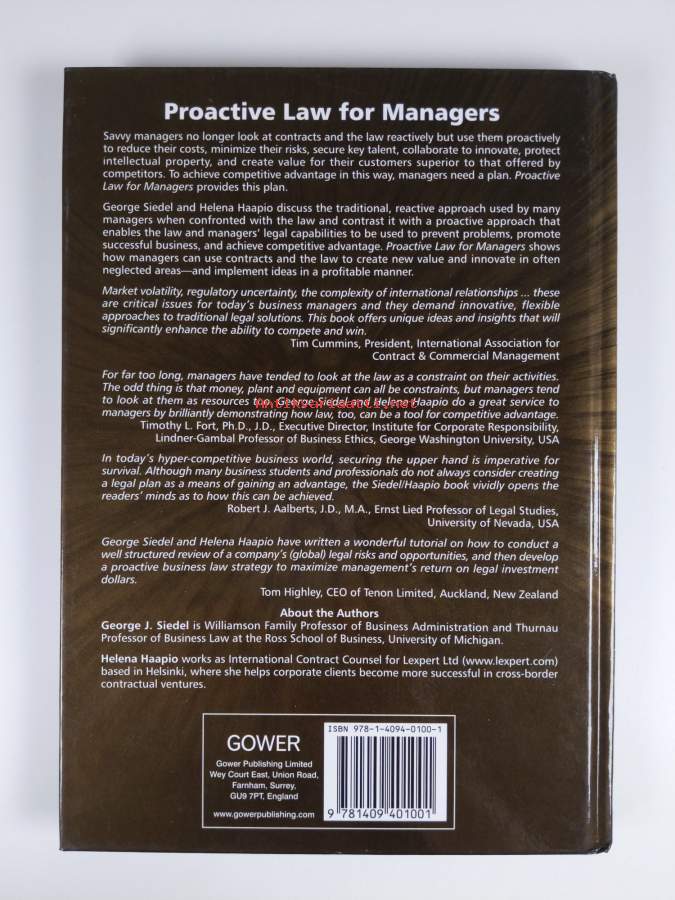 Proactive Law for Managers
Savvy managers no longer look at contracts and the law reactively but use them proactively
to reduce their costs, minimize their risks, secure key talent, collaborate to innovate, protect
intellectual property, and create value for their customers superior to that offered by
competitors. To achieve competitive advantage in this way, managers need a plan. Proactive
Law for Managers provides this plan.
George Siedel and Helena Haapio discuss the traditional, reactive approach used by many
managers when confronted with the law and contrast it with a proactive approach that
enables the law and managers' legal capabilities to be used to prevent problems, promote
successful business, and achieve competitive advantage. Proactive Law for Managers shows
how managers can use contracts and the law to create new value and innovate in often
neglected areas—and implement ideas in a profitable manner.
Market volatility, regulatory uncertainty, the complexity of international relationships ... these
are critical issues for today's business managers and they demand innovative, flexible
approaches to traditional legal solutions. This book offers unique ideas and insights that will
significantly enhance the ability to compete and win.
Tim Cummins, President, International Association for
Contract & Commercial Management
For far too long, managers have tended to look at the law as a constraint on their activities.
The odd thing is that money, plant and equipment can all be constraints, but managers tend
to look at them as resources too. George Siedel and Helena Haapio do a great service to
Antikvariaatti.net
managers by brilliantly demonstrating how law, too, can be a tool for competitive advantage.
Timothy L. Fort, Ph.D., J.D., Executive Director, Institute for Corporate Responsibility,
Lindner-Gambal Professor of Business Ethics, George Washington University, USA
In today's hyper-competitive business world, securing the upper hand is imperative for
survival. Although many business students and professionals do not always consider creating
a legal plan as a means of gaining an advantage, the Siedel/Haapio book vividly opens the
readers' minds as to how this can be achieved.
Robert J. Aalberts, J.D., M.A., Ernst Lied Professor of Legal Studies,
University of Nevada, USA
George Siedel and Helena Haapio have written a wonderful tutorial on how to conduct a
well structured review of a company's (global) legal risks and opportunities, and then develop
a proactive business law strategy to maximize management's return on legal investment
dollars.
Tom Highley, CEO of Tenon Limited, Auckland, New Zealand
About the Authors
George J. Siedel is Williamson Family Professor of Business Administration and Thurnau
Professor of Business Law at the Ross School of Business, University of Michigan.
Helena Haapio works as International Contract Counsel for Lexpert Ltd (www.lexpert.com)
based in Helsinki, where she helps corporate clients become more successful in cross-border
contractual ventures.
GOWER
Gower Publishing Limited
Wey Court East, Union Road,
Farnham, Surrey,
GU9 7PT, England
www.gowerpublishing.com
ISBN 978-1-4094-0100-1
9 781409 401001